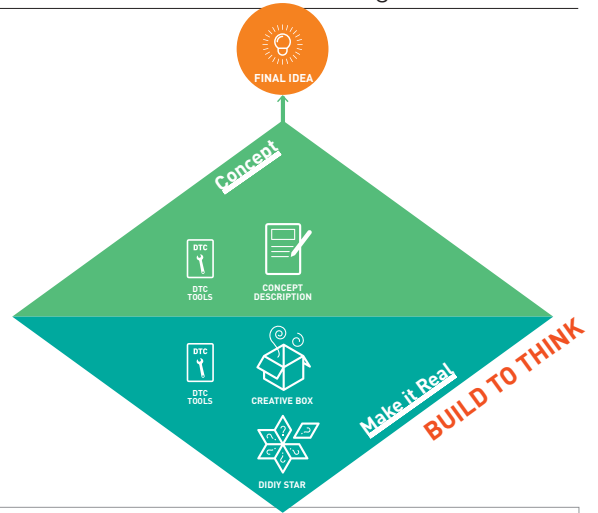 FINAL IDEA
Concept
DTC
DTC
TOOLS
CONCEPT
DESCRIPTION
DTC
DTC
TOOLS
CREATIVE BOX
Make it Real
BUILD TO THINK
DIDIY STAR